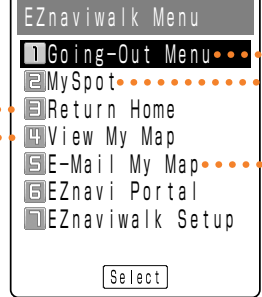 EZnaviwalk Menu
1 Going-Out Menu
2 MySpot
3 Return Home
4 View My Map
5 E-Mail My Map
6 EZnavi Portal
7 EZnaviwalk Setup
Select